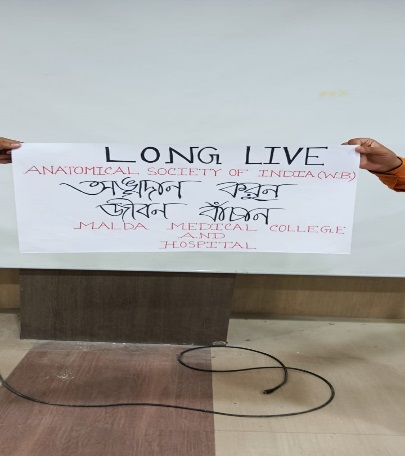 LONG LIVE
ANATOMICAL SOCIETY OF INDIA (W.B)
অঙ্গদান করুন
জীবন বাঁচান
MALDA MEDICAL COLLEGE
AND
HOSPITAL